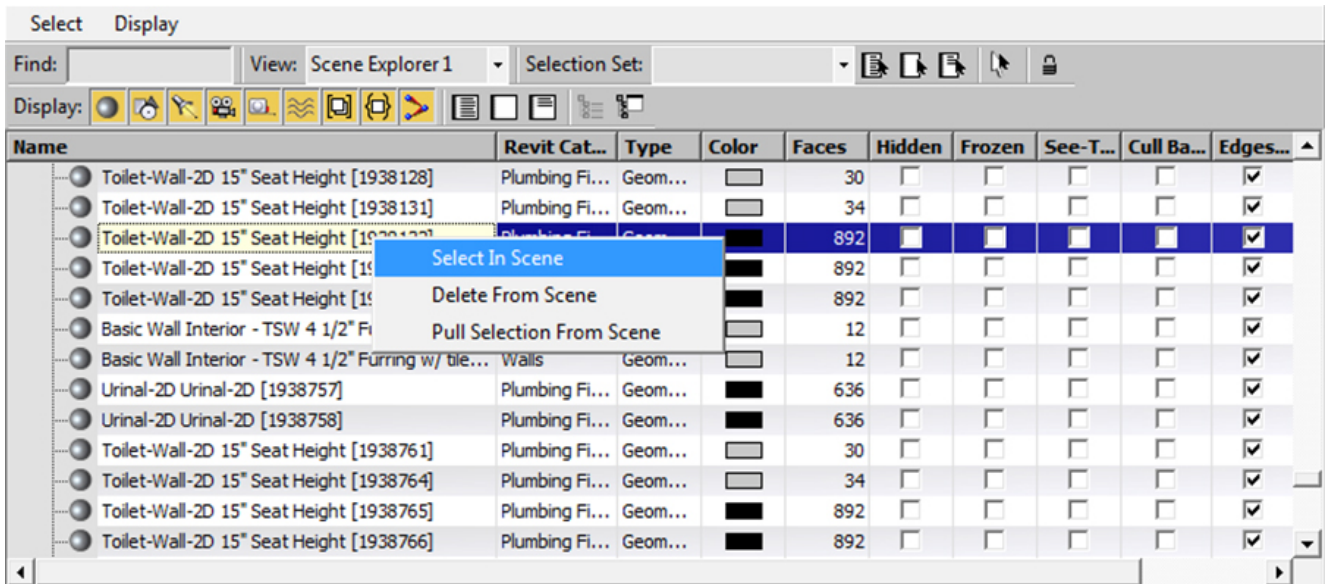 Select Display
Find: View: Scene Explorer 1 Selection Set:
Display:
Name Revit Cat... Type Color Faces Hidden Frozen See-T... Cull Ba... Edges...
Toilet-Wall-2D 15" Seat Height [1938128] Plumbing Fi... Geom... 30
Toilet-Wall-2D 15" Seat Height [1938131] Plumbing Fi... Geom... 34
Toilet-Wall-2D 15" Seat Height 892
Select In Scene
Toilet-Wall-2D 15" Seat Height 892
Delete From Scene
Toilet-Wall-2D 15" Seat Height 892
Pull Selection From Scene
Basic Wall Interior - TSW 4 1/2" 12
Basic Wall Interior - TSW 4 1/2" Furring w/ tile... Walls Geom... 12
Urinal-2D Urinal-2D [1938757] Plumbing Fi... Geom... 636
Urinal-2D Urinal-2D [1938758] Plumbing Fi... Geom... 636
Toilet-Wall-2D 15" Seat Height [1938761] Plumbing Fi... Geom... 30
Toilet-Wall-2D 15" Seat Height [1938764] Plumbing Fi... Geom... 34
Toilet-Wall-2D 15" Seat Height [1938765] Plumbing Fi... Geom... 892
Toilet-Wall-2D 15" Seat Height [1938766] Plumbing Fi... Geom... 892